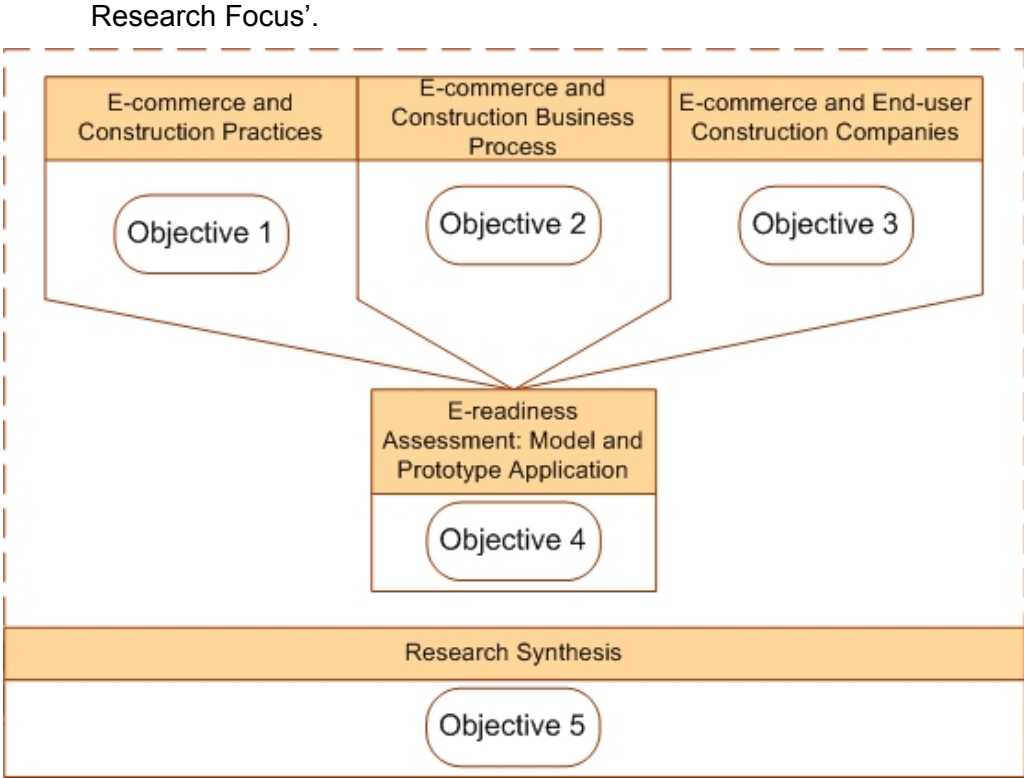 Research Focus’.
E-commerce and
Construction Practices
E-commerce and
Construction Business
Process
E-commerce and End-user
Construction Companies
Objective 1
Objective 2
Objective 3
E-readiness
Assessment: Model and
Prototype Application
Objective 4
Research Synthesis
Objective 5